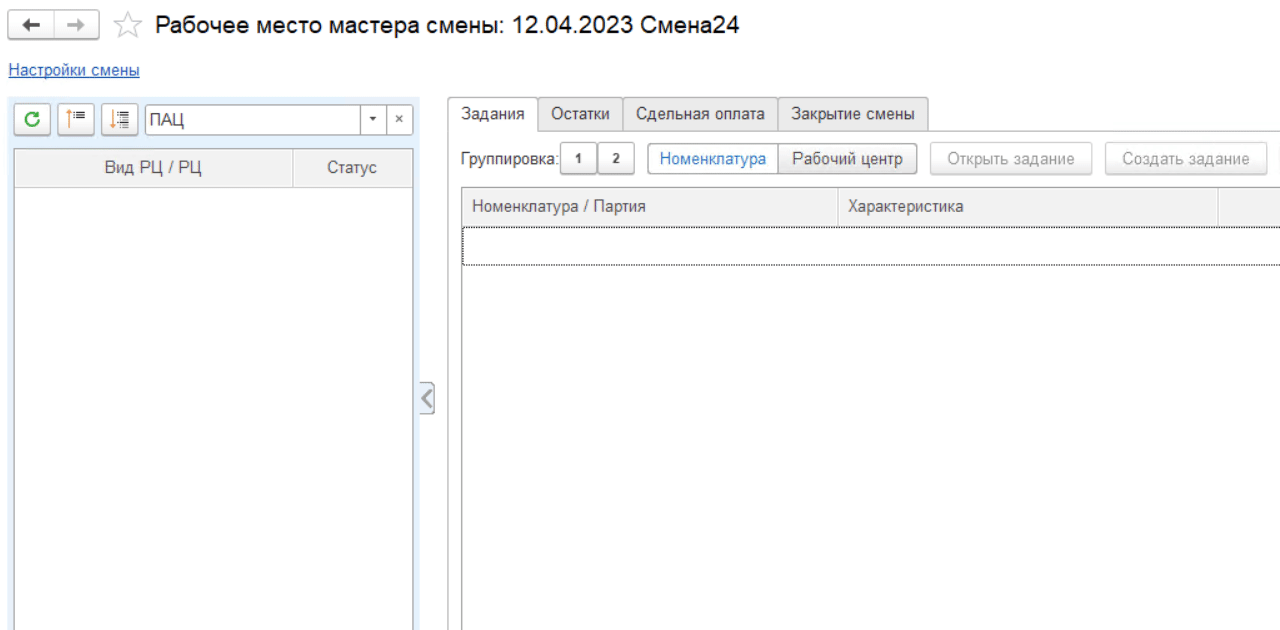 Рабочее место мастера смены: 12.04.2023 Смена24
Настройки смены
ПАЦ
Вид РЦ / РЦ
Статус
Задания Остатки Сдельная оплата Закрытие смены
Группировка: 1 2 Номенклатура Рабочий центр Открыть задание Создать задание
Номенклатура / Партия
Характеристика